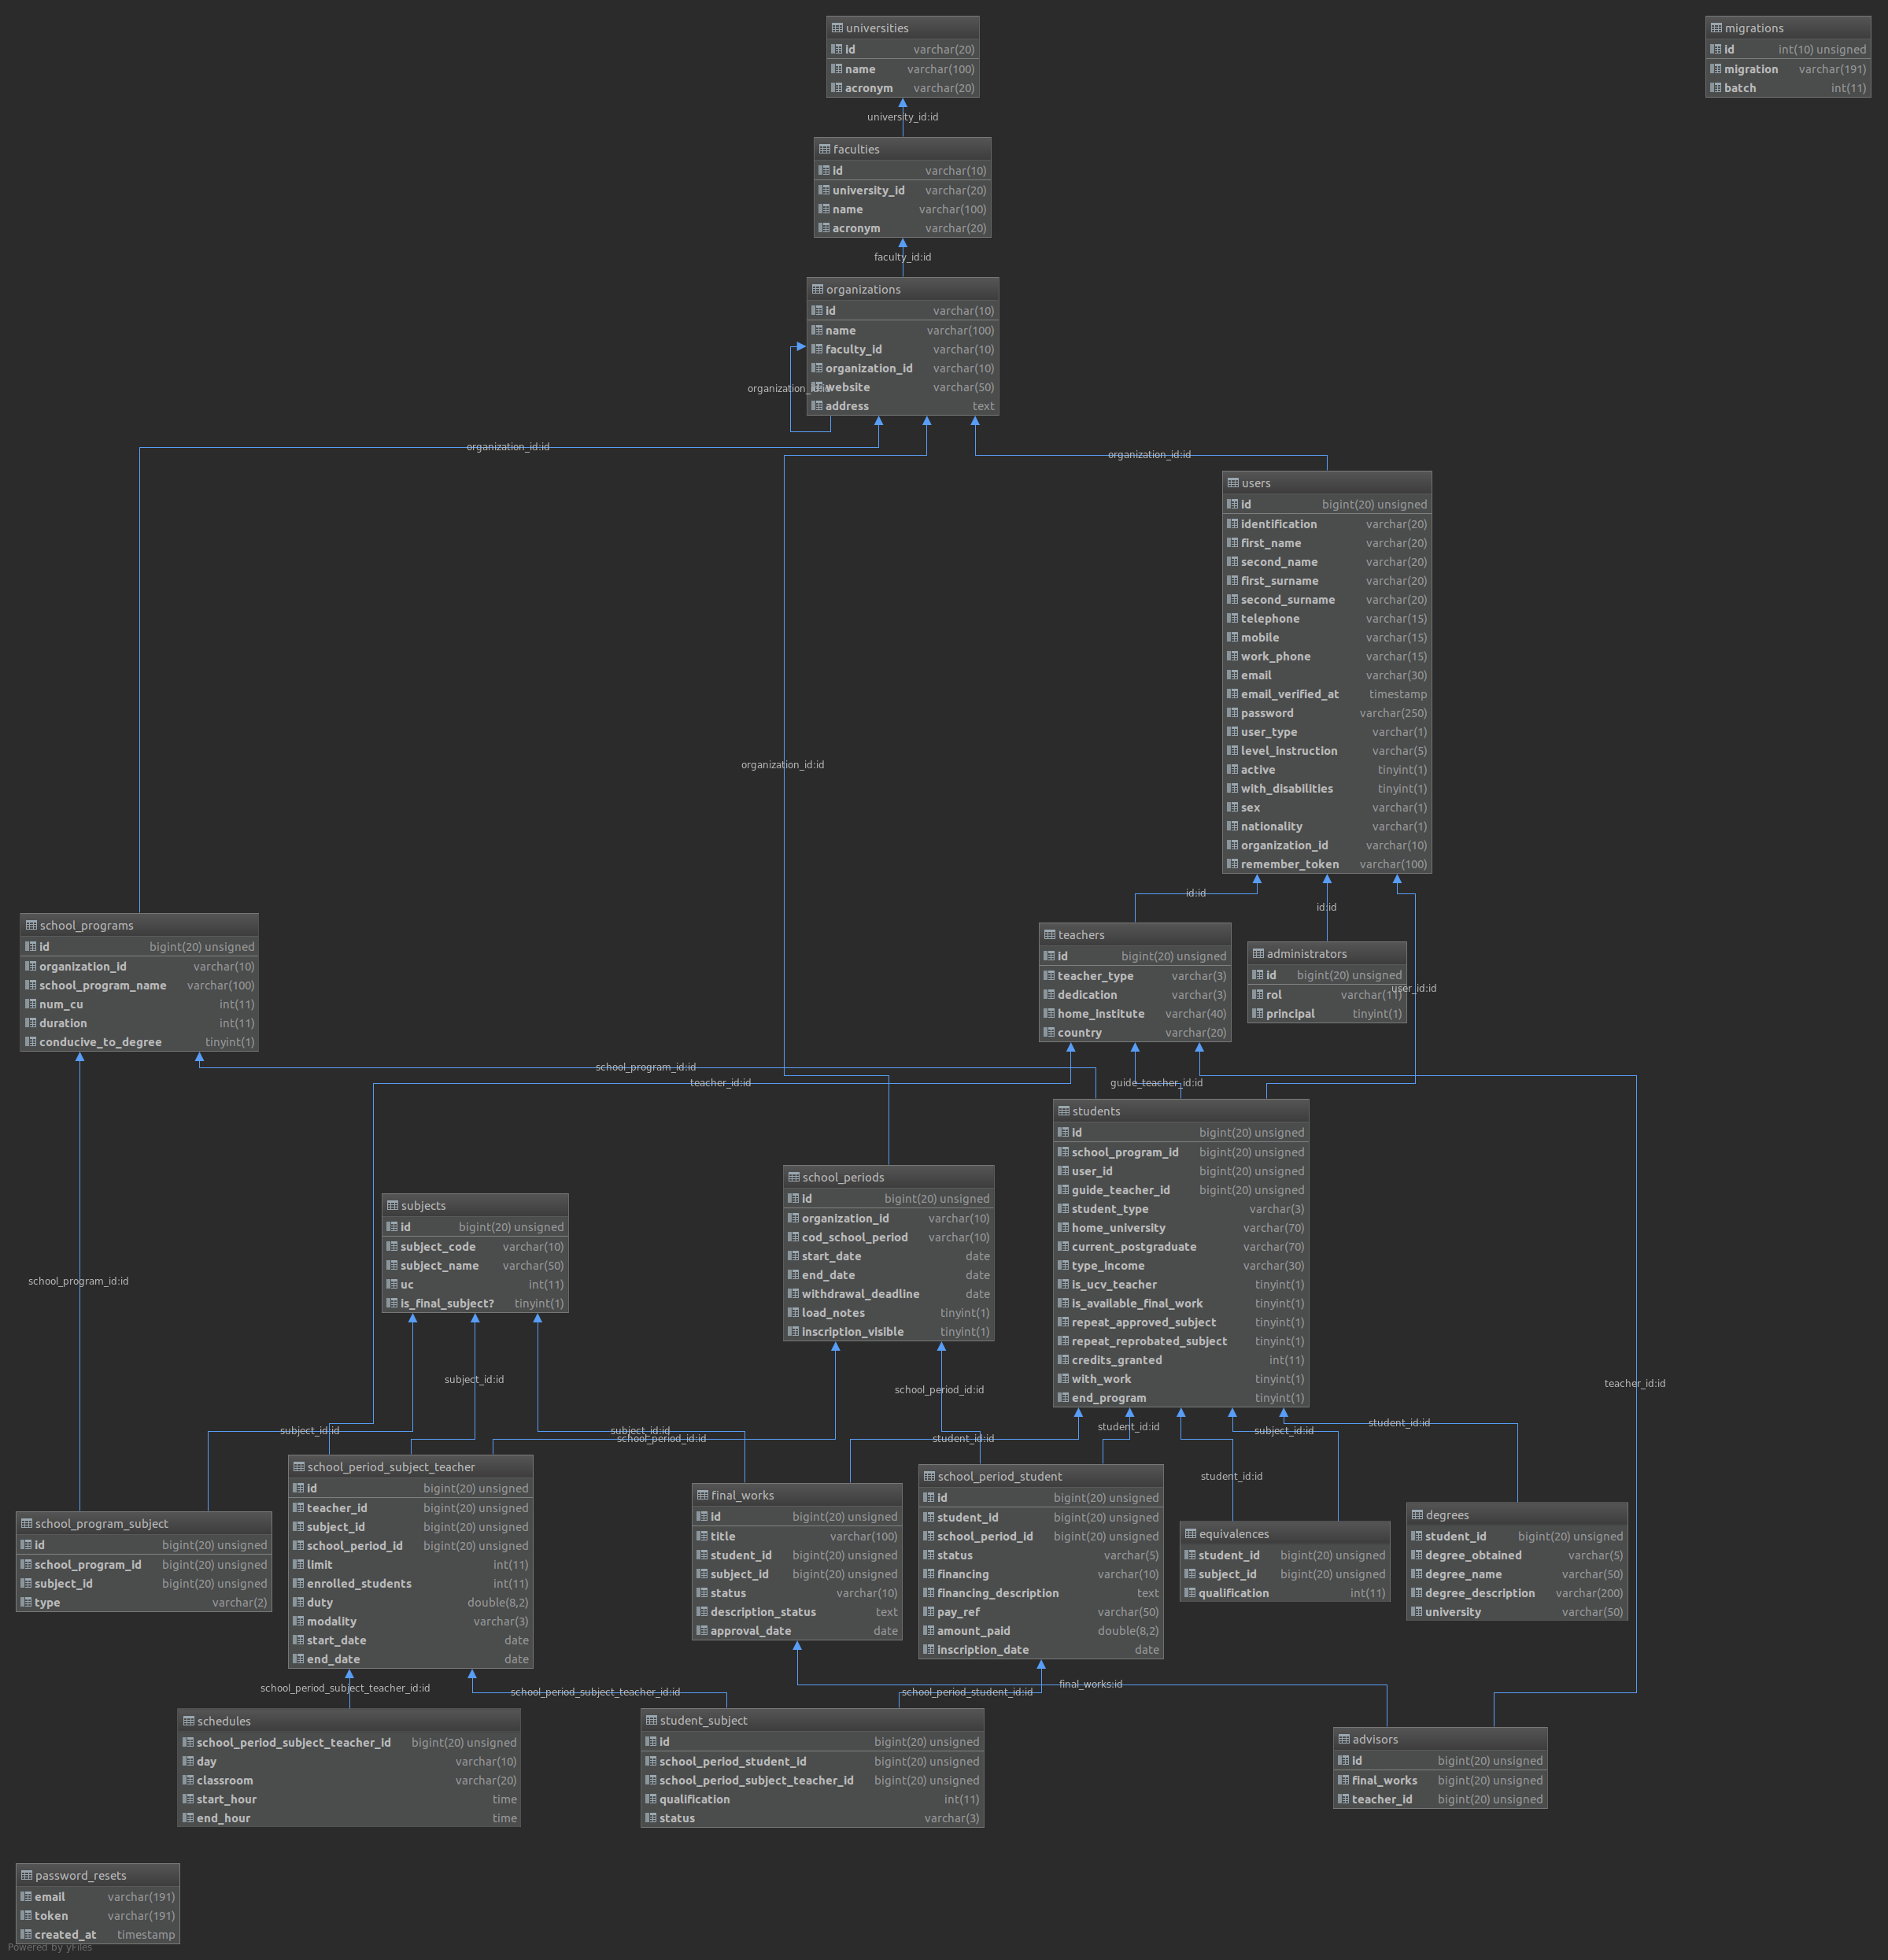 universities
id varchar(20)
name varchar(100)
acronym varchar(20)
migrations
id int(10) unsigned
migration varchar(191)
batch int(11)
university_id:id
faculties
id varchar(10)
university_id varchar(20)
name varchar(100)
acronym varchar(20)
faculty_id:id
organizations
id varchar(10)
name varchar(100)
faculty_id varchar(10)
organization_id varchar(10)
website varchar(50)
address text
organization_id:id
organization_id:id
organization_id:id
organization_id:id
users
id bigint(20) unsigned
identification varchar(20)
first_name varchar(20)
second_name varchar(20)
first_surname varchar(20)
second_surname varchar(20)
telephone varchar(15)
mobile varchar(15)
work_phone varchar(15)
email varchar(30)
email_verified_at timestamp
password varchar(250)
user_type varchar(1)
level_instruction varchar(5)
active tinyint(1)
with_disabilities tinyint(1)
sex varchar(1)
nationality varchar(1)
organization_id varchar(10)
remember_token varchar(100)
id:id
id:id
user_id:id
school_programs
id bigint(20) unsigned
organization_id varchar(10)
school_program_name varchar(100)
num_cu int(11)
duration int(11)
conducive_to_degree tinyint(1)
teachers
id bigint(20) unsigned
teacher_type varchar(3)
dedication varchar(3)
home_institute varchar(40)
country varchar(20)
administrators
id bigint(20) unsigned
rol varchar(11)
principal tinyint(1)
school_program_id:id
teacher_id:id
guide_teacher_id:id
students
id bigint(20) unsigned
school_program_id bigint(20) unsigned
user_id bigint(20) unsigned
guide_teacher_id bigint(20) unsigned
student_type varchar(3)
home_university varchar(70)
current_postgraduate varchar(70)
type_income varchar(30)
is_ucv_teacher tinyint(1)
is_available_final_work tinyint(1)
repeat_approved_subject tinyint(1)
repeat_reprobated_subject tinyint(1)
credits_granted int(11)
with_work tinyint(1)
end_program tinyint(1)
school_periods
id bigint(20) unsigned
organization_id varchar(10)
cod_school_period varchar(10)
start_date date
end_date date
withdrawal_deadline date
load_notes tinyint(1)
inscription_visible tinyint(1)
subjects
id bigint(20) unsigned
subject_code varchar(10)
subject_name varchar(50)
uc int(11)
is_final_subject? tinyint(1)
school_program_id:id
subject_id:id
school_period_id:id
teacher_id:id
subject_id:id
subject_id:id
school_period_id:id
student_id:id
student_id:id
subject_id:id
student_id:id
student_id:id
school_program_subject
id bigint(20) unsigned
school_program_id bigint(20) unsigned
subject_id bigint(20) unsigned
type varchar(2)
school_period_subject_teacher
id bigint(20) unsigned
teacher_id bigint(20) unsigned
subject_id bigint(20) unsigned
school_period_id bigint(20) unsigned
limit int(11)
enrolled_students int(11)
duty double(8,2)
modality varchar(3)
start_date date
end_date date
final_works
id bigint(20) unsigned
title varchar(100)
student_id bigint(20) unsigned
subject_id bigint(20) unsigned
status varchar(10)
description_status text
approval_date date
school_period_student
id bigint(20) unsigned
student_id bigint(20) unsigned
school_period_id bigint(20) unsigned
status varchar(5)
financing varchar(10)
financing_description text
pay_ref varchar(50)
amount_paid double(8,2)
inscription_date date
equivalences
student_id bigint(20) unsigned
subject_id bigint(20) unsigned
qualification int(11)
degrees
student_id bigint(20) unsigned
degree_obtained varchar(5)
degree_name varchar(50)
degree_description varchar(200)
university varchar(50)
school_period_subject_teacher_id:id
school_period_subject_teacher_id:id
school_period_student_id:id
final_works:id
schedules
school_period_subject_teacher_id bigint(20) unsigned
day varchar(10)
classroom varchar(20)
start_hour time
end_hour time
student_subject
id bigint(20) unsigned
school_period_student_id bigint(20) unsigned
school_period_subject_teacher_id bigint(20) unsigned
qualification int(11)
status varchar(3)
advisors
id bigint(20) unsigned
final_works bigint(20) unsigned
teacher_id bigint(20) unsigned
password_resets
email varchar(191)
token varchar(191)
created_at timestamp
Powered by yFiles